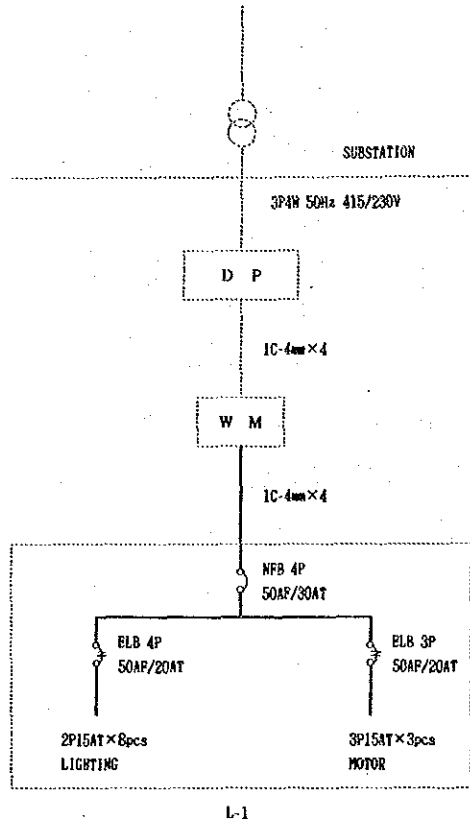 SUBSTATION
3P4W 50Hz 415/230V
D P
1C-4mm×4
W M
1C-4mm×4
NFB 4P
50AF/30AT
ELB 4P
50AF/20AT
ELB 3P
50AF/20AT
2P15AT×8pcs
LIGHTING
3P15AT×3pcs
MOTOR
L-1